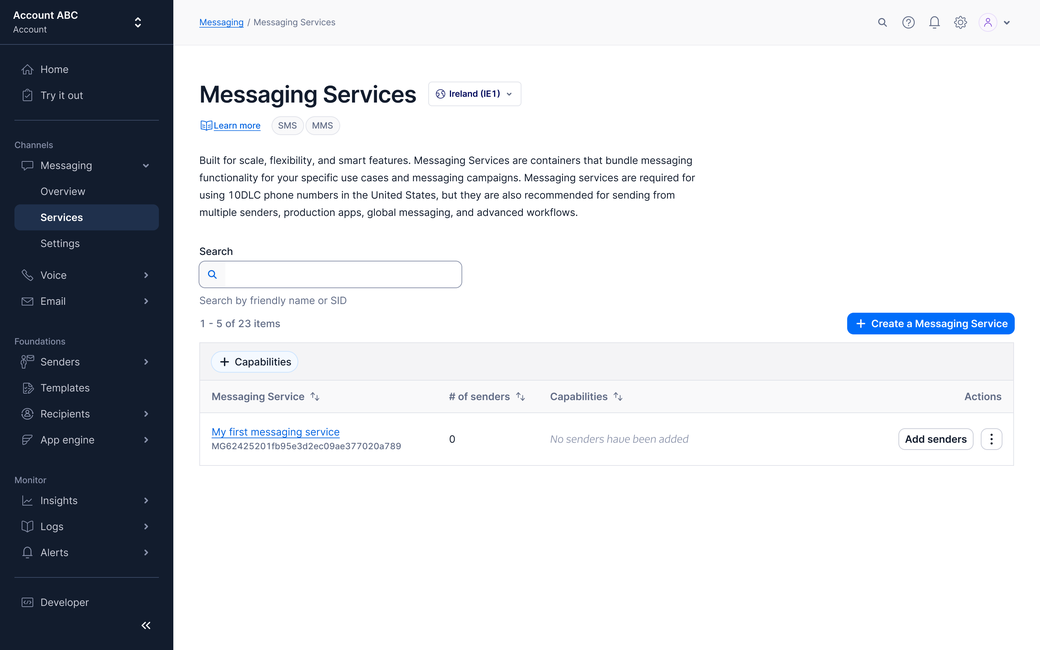 Account ABC
Account
Home
Try it out
Channels
Messaging
Overview
Services
Settings
Voice
Email
Foundations
Senders
Templates
Recipients
App engine
Monitor
Insights
Logs
Alerts
Developer
Messaging / Messaging Services
Messaging Services
Ireland (IE1)
Learn more
SMS
MMS
Built for scale, flexibility, and smart features. Messaging Services are containers that bundle messaging
functionality for your specific use cases and messaging campaigns. Messaging services are required for
using 10DLC phone numbers in the United States, but they are also recommended for sending from
multiple senders, production apps, global messaging, and advanced workflows.
Search
Search by friendly name or SID
1 - 5 of 23 items
Create a Messaging Service
Capabilities
Messaging Service # of senders Capabilities Actions
My first messaging service
MG62425201fb95e3d2ec09ae377020a789
0
No senders have been added
Add senders